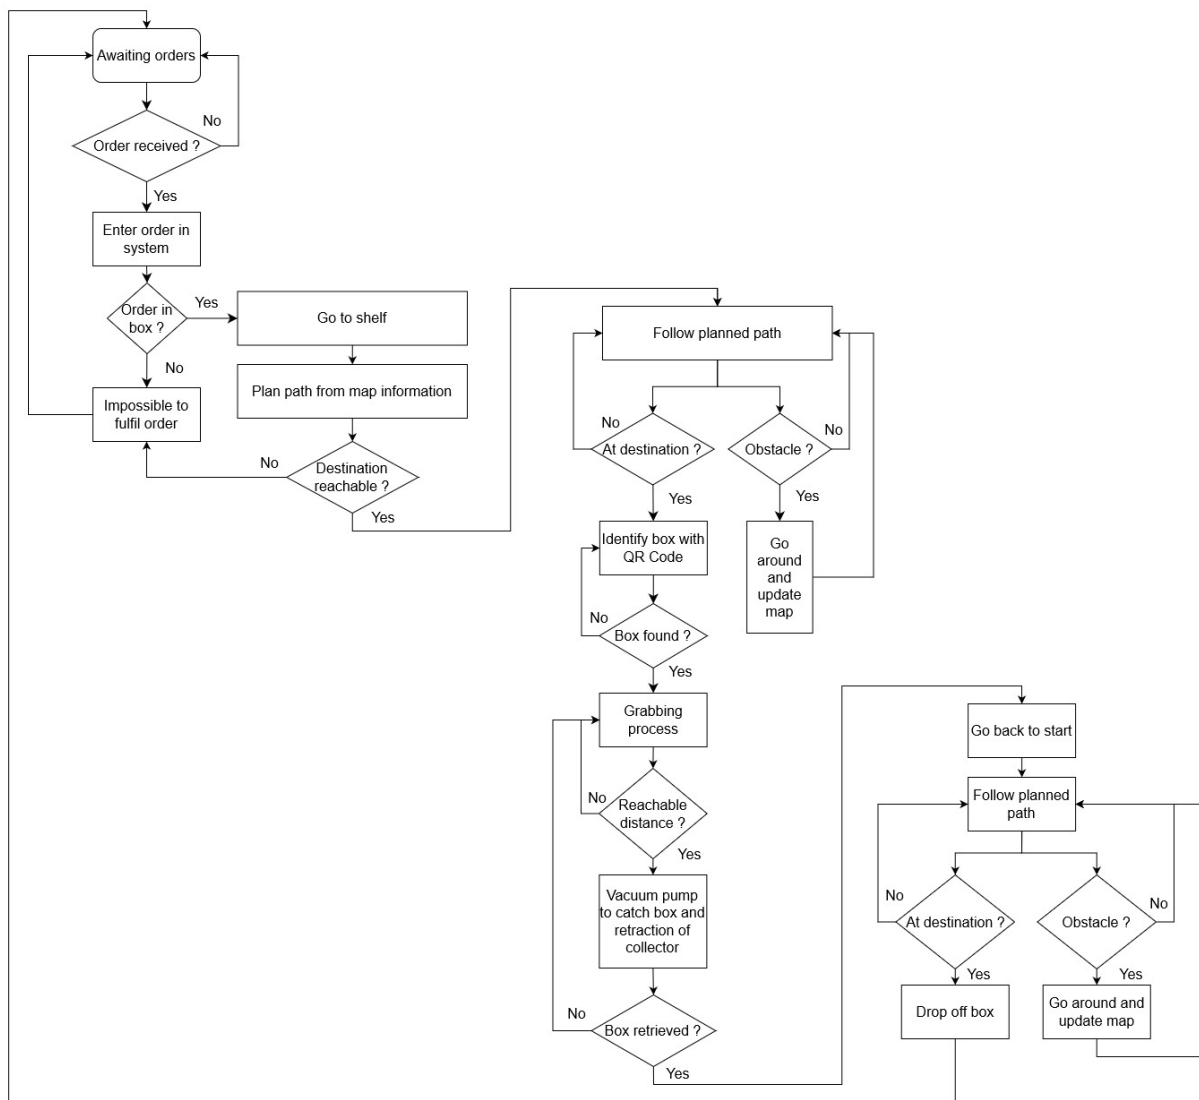 Awaiting orders
No
Order received ?
Yes
Enter order in
system
Order in
box ?
Yes
No
Impossible to
fulfil order
Go to shelf
Plan path from map information
No
Destination
reachable ?
Yes
Follow planned path
No
At destination ?
Yes
Obstacle ?
No
Yes
Go
around
and
update
map
Identify box with
QR Code
No
Box found ?
Yes
Grabbing
process
No
Reachable
distance ?
Yes
Vacuum pump
to catch box and
retraction of
collector
No
Box retrieved ?
Yes
Go back to start
Follow planned
path
No
At destination ?
Yes
Obstacle ?
No
Yes
Drop off box
Go around and
update map